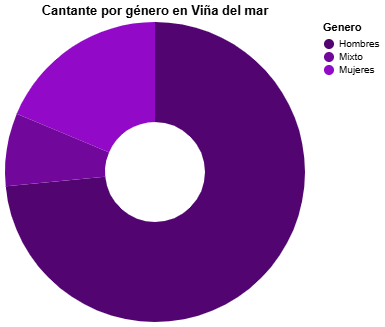 Cantante por género en Viña del mar
Genero
Hombres
Mixto
Mujeres